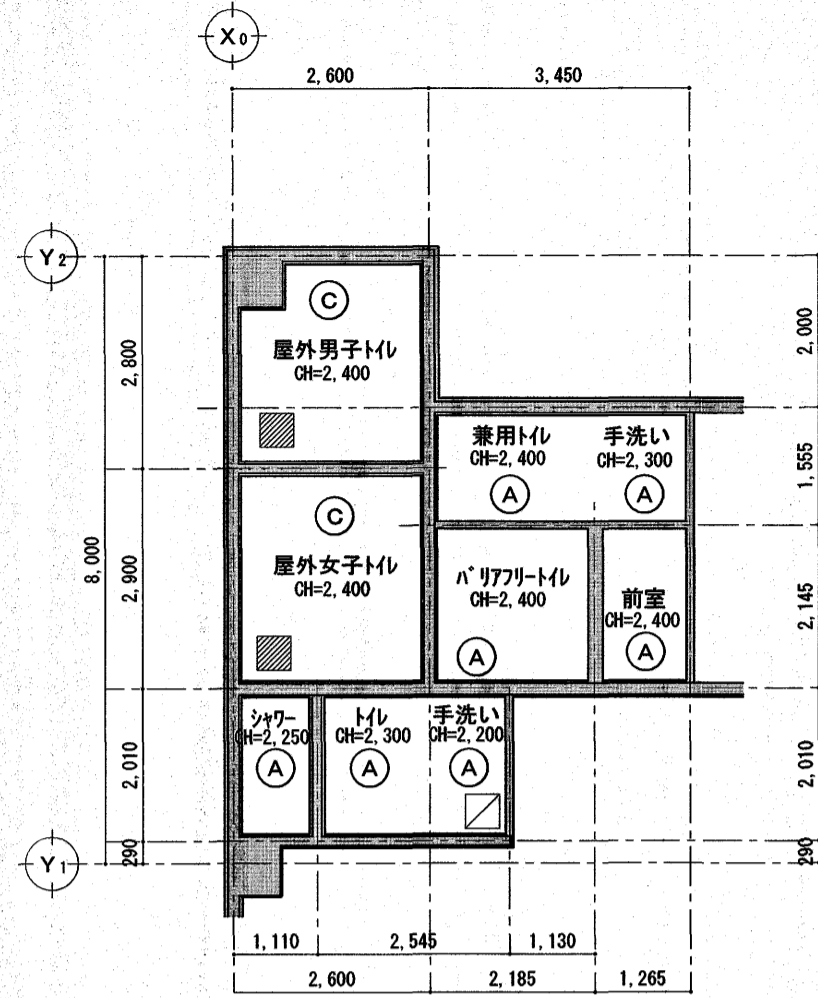 X0
2,600
3,450
Y2
C
屋外男子トイレ
CH=2,400
2,800
2,000
兼用トイレ
CH=2,400
A
手洗い
CH=2,300
A
1,555
C
屋外女子トイレ
CH=2,400
8,000
2,900
バリアフリートイレ
CH=2,400
A
前室
CH=2,400
A
2,145
シャワー
CH=2,250
A
トイレ
CH=2,300
A
手洗い
CH=2,200
A
2,010
2,010
290
290
Y1
1,110
2,545
1,130
2,600
2,185
1,265